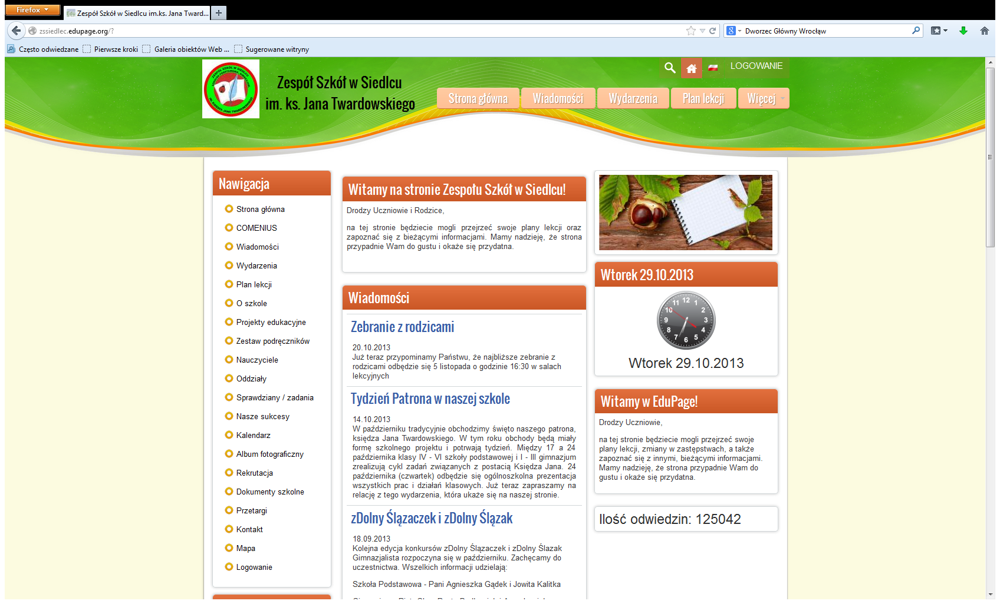 Firefox
Zespół Szkół w Siedlcu im.ks. Jana Tward...
zssiedlec.edupage.org/?
Dworzec Główny Wrocław
Często odwiedzane
Pierwsze kroki
Galeria obiektów Web ...
Sugerowane witryny
Zespół Szkół w Siedlcu
im. ks. Jana Twardowskiego
LOGOWANIE
Strona główna
Wiadomości
Wydarzenia
Plan lekcji
Więcej
Nawigacja
Strona główna
COMENIUS
Wiadomości
Wydarzenia
Plan lekcji
O szkole
Projekty edukacyjne
Zestaw podręczników
Nauczyciele
Oddziały
Sprawdziany / zadania
Nasze sukcesy
Kalendarz
Album fotograficzny
Rekrutacja
Dokumenty szkolne
Przetargi
Kontakt
Mapa
Logowanie
Witamy na stronie Zespołu Szkół w Siedlcu!
Drodzy Uczniowie i Rodzice,
na tej stronie będziecie mogli przejrzeć swoje plany lekcji oraz
zapoznać się z bieżącymi informacjami. Mamy nadzieję, że strona
przypadnie Wam do gustu i okaże się przydatna.
Wiadomości
Zebranie z rodzicami
20.10.2013
Już teraz przypominamy Państwu, że najbliższe zebranie z
rodzicami odbędzie się 5 listopada o godzinie 16:30 w salach
lekcyjnych
Tydzień Patrona w naszej szkole
14.10.2013
W październiku tradycyjnie obchodzimy święto naszego patrona,
księdza Jana Twardowskiego. W tym roku obchody będą miały
formę szkolnego projektu i potrwają tydzień. Między 17 a 24
października klasy IV - VI szkoły podstawowej i I - III gimnazjum
zrealizują cykl zadań związanych z postacią Księdza Jana. 24
października (czwartek) odbędzie się ogólnoszkolna prezentacja
wszystkich prac i działań klasowych. Już teraz zapraszamy na
relację z tego wydarzenia, która ukaże się na naszej stronie.
zDolny Ślązaczek i zDolny Ślązak
18.09.2013
Kolejna edycja konkursów zDolny Ślązaczek i zDolny Ślazak
Gimnazjalista rozpoczyna się w październiku. Zachęcamy do
uczestnictwa. Wszelkich informacji udzielają:
Szkoła Podstawowa - Pani Agnieszka Gądek i Jowita Kalitka
Wtorek 29.10.2013
12
1
2
3
4
5
6
7
8
9
10
11
Wtorek 29.10.2013
Witamy w EduPage!
Drodzy Uczniowie,
na tej stronie będziecie mogli przejrzeć swoje
plany lekcji, zmiany w zastępstwach, a także
zapoznać się z innymi, bieżącymi informacjami.
Mamy nadzieję, że strona przypadnie Wam do
gustu i okaże się przydatna.
Ilość odwiedzin: 125042